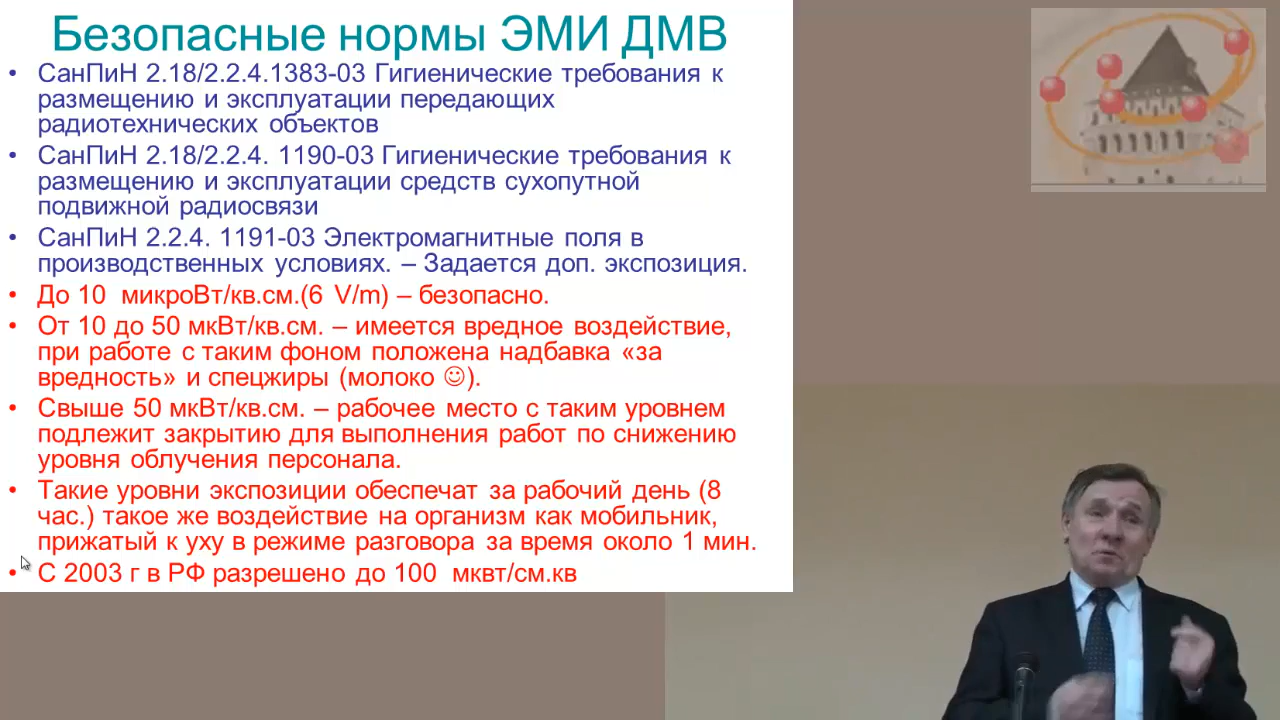 Безопасные нормы ЭМИ ДМВ
• СанПиН 2.18/2.2.4.1383-03 Гигиенические требования к
размещению и эксплуатации передающих
радиотехнических объектов
• СанПиН 2.18/2.2.4. 1190-03 Гигиенические требования к
размещению и эксплуатации средств сухопутной
подвижной радиосвязи
• СанПиН 2.2.4. 1191-03 Электромагнитные поля в
производственных условиях. – Задается доп. экспозиция.
• До 10 микроВт/кв.см.(6 V/m) – безопасно.
• От 10 до 50 мкВт/кв.см. – имеется вредное воздействие,
при работе с таким фоном положена надбавка «за
вредность» и спецжиры (молоко ☺).
• Свыше 50 мкВт/кв.см. – рабочее место с таким уровнем
подлежит закрытию для выполнения работ по снижению
уровня облучения персонала.
• Такие уровни экспозиции обеспечат за рабочий день (8
час.) такое же воздействие на организм как мобильник,
прижатый к уху в режиме разговора за время около 1 мин.
• С 2003 г в РФ разрешено до 100 мквт/см.кв